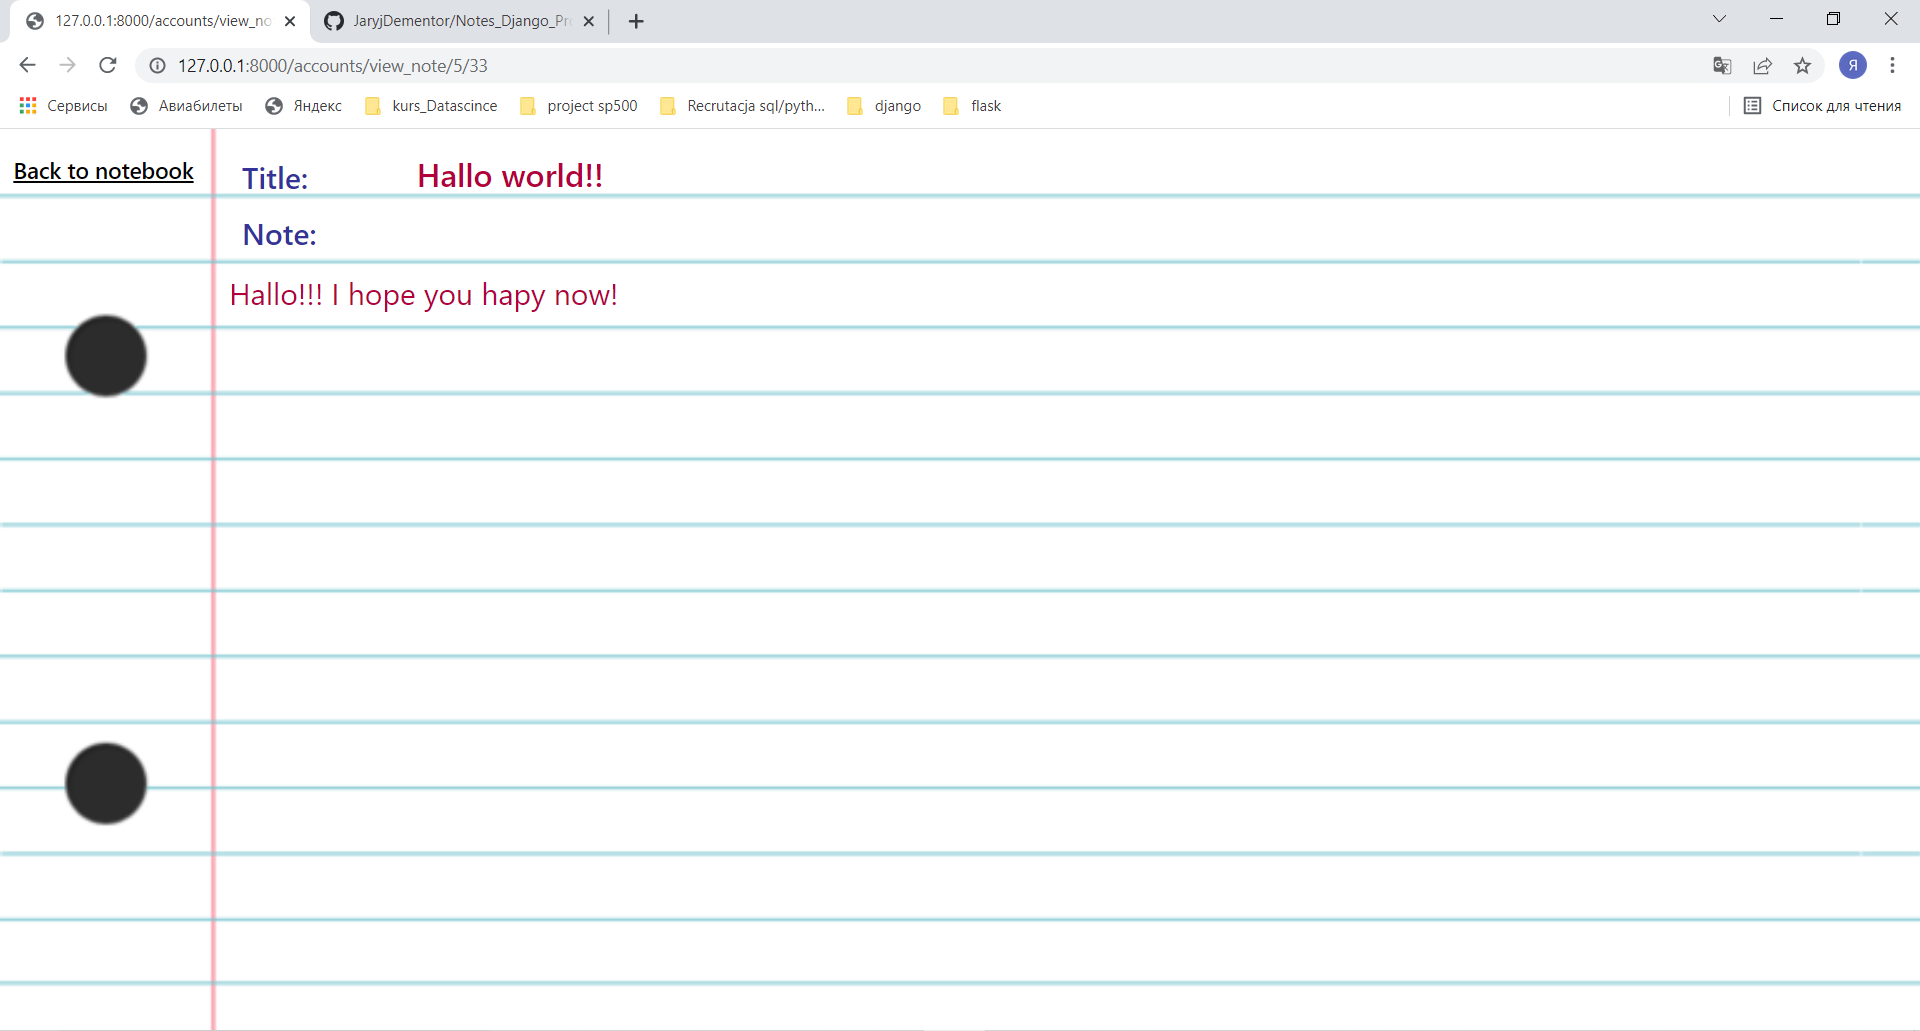 127.0.0.1:8000/accounts/view_no
JaryjDementor/Notes_Django_Pr
127.0.0.1:8000/accounts/view_note/5/33
Я
Сервисы
Авиабилеты
Яндекс
kurs_Datascince
project sp500
Recrutacja sql/pyth...
django
flask
Список для чтения
Back to notebook
Title:
Hallo world!!
Note:
Hallo!!! I hope you hapy now!